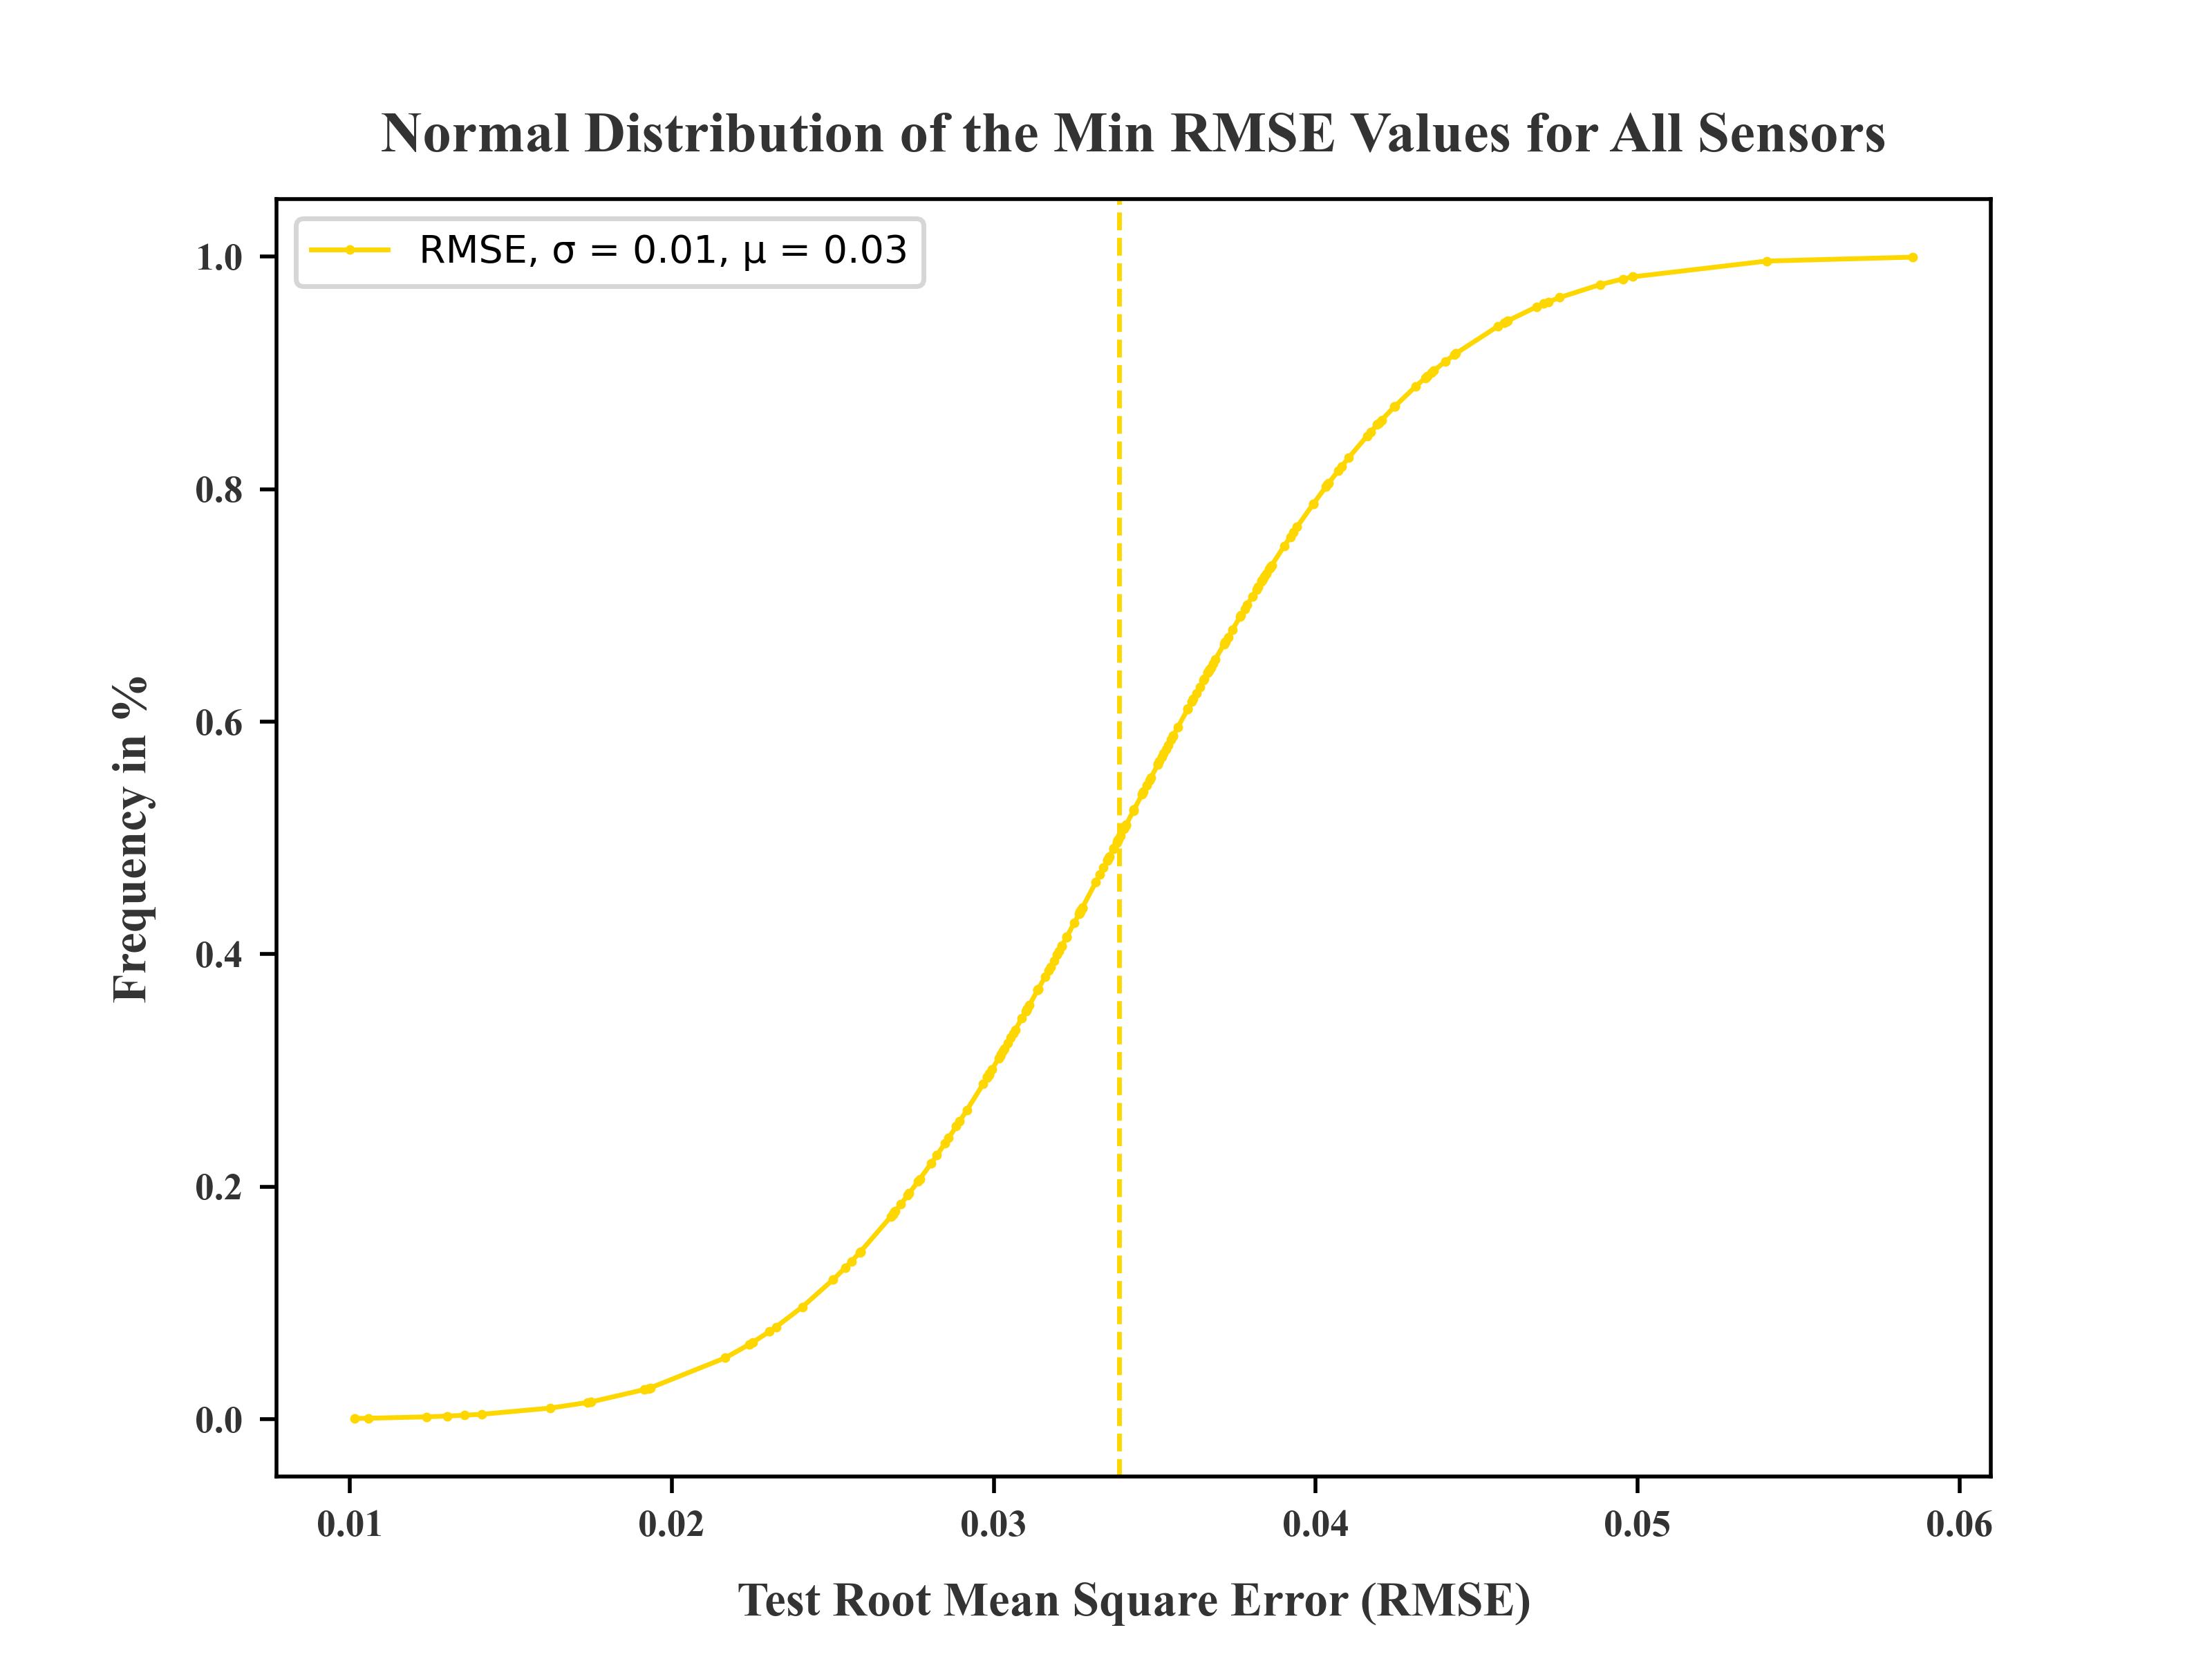 Normal Distribution of the Min RMSE Values for All Sensors
RMSE, σ = 0.01, μ = 0.03
1.0
0.8
0.6
0.4
0.2
0.0
Frequency in %
0.01 0.02 0.03 0.04 0.05 0.06
Test Root Mean Square Error (RMSE)